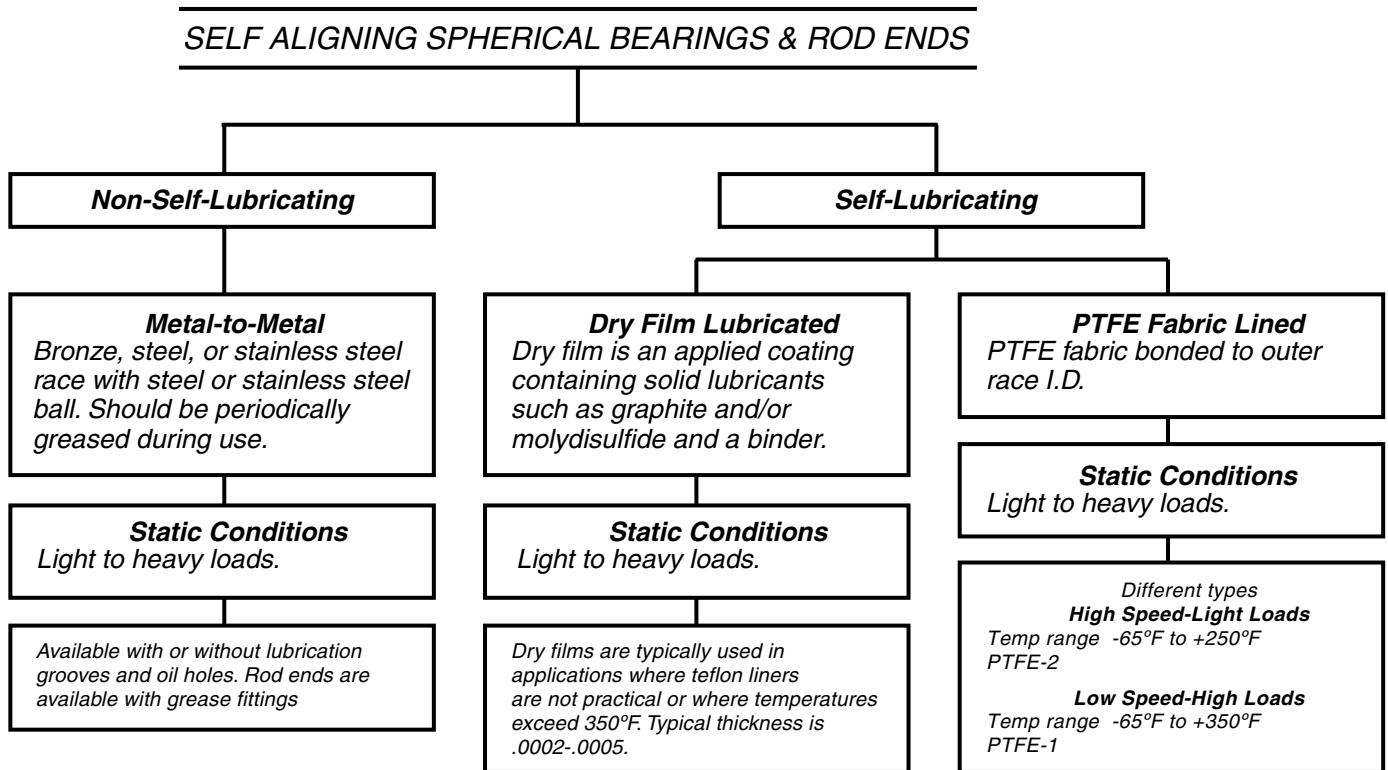 SELF ALIGNING SPHERICAL BEARINGS & ROD ENDS
Non-Self-Lubricating
Self-Lubricating
Metal-to-Metal
Bronze, steel, or stainless steel
race with steel or stainless steel
ball. Should be periodically
greased during use.
Dry Film Lubricated
Dry film is an applied coating
containing solid lubricants
such as graphite and/or
molydisulfide and a binder.
PTFE Fabric Lined
PTFE fabric bonded to outer
race I.D.
Static Conditions
Light to heavy loads.
Static Conditions
Light to heavy loads.
Static Conditions
Light to heavy loads.
Available with or without lubrication
grooves and oil holes. Rod ends are
available with grease fittings
Dry films are typically used in
applications where teflon liners
are not practical or where temperatures
exceed 350ºF. Typical thickness is
.0002-.0005.
Different types
High Speed-Light Loads
Temp range -65ºF to +250ºF
PTFE-2
Low Speed-High Loads
Temp range -65ºF to +350ºF
PTFE-1